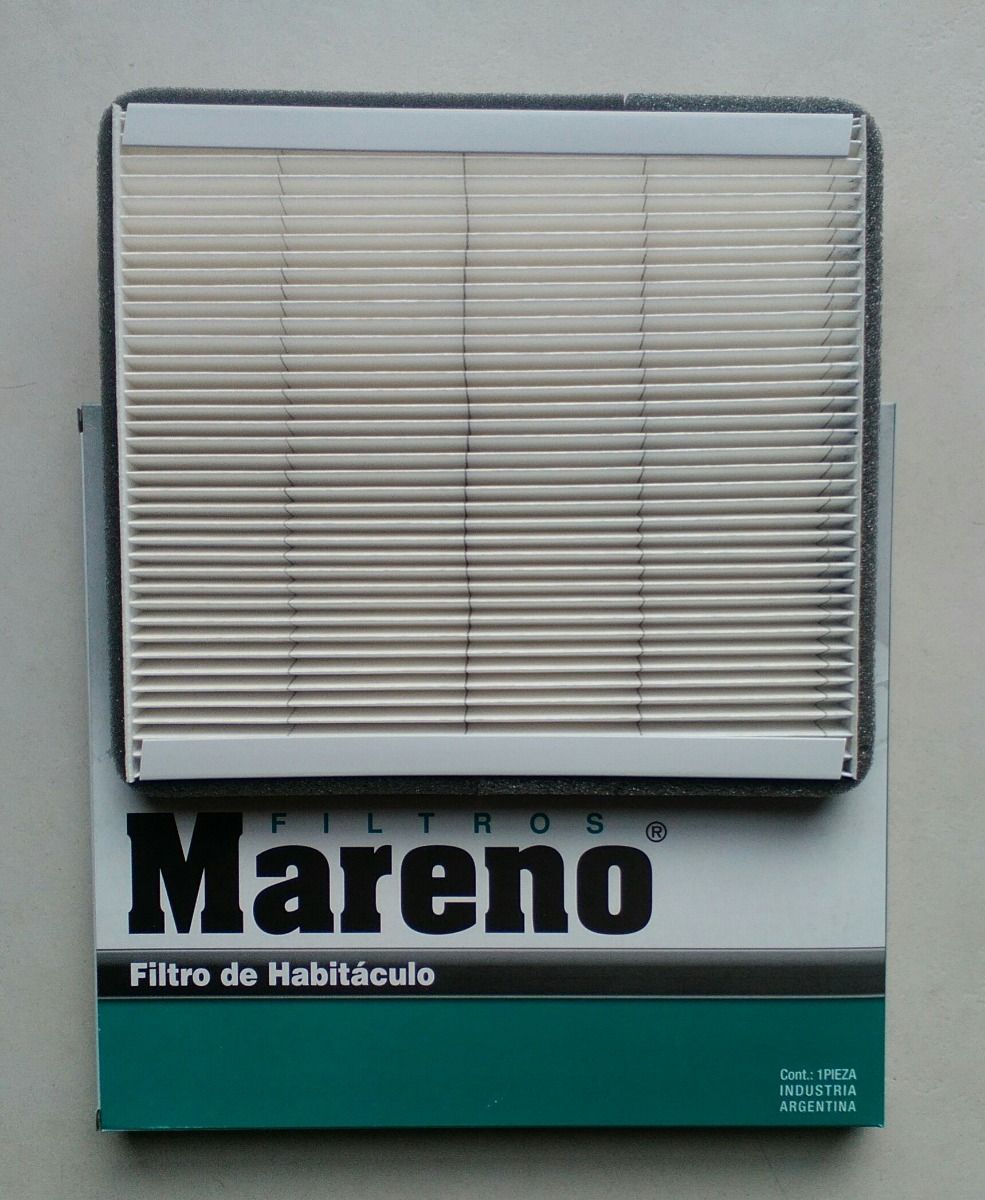 FILTROS
Mareno®
Filtro de Habitáculo
Cont.: 1PIEZA
INDUSTRIA
ARGENTINA